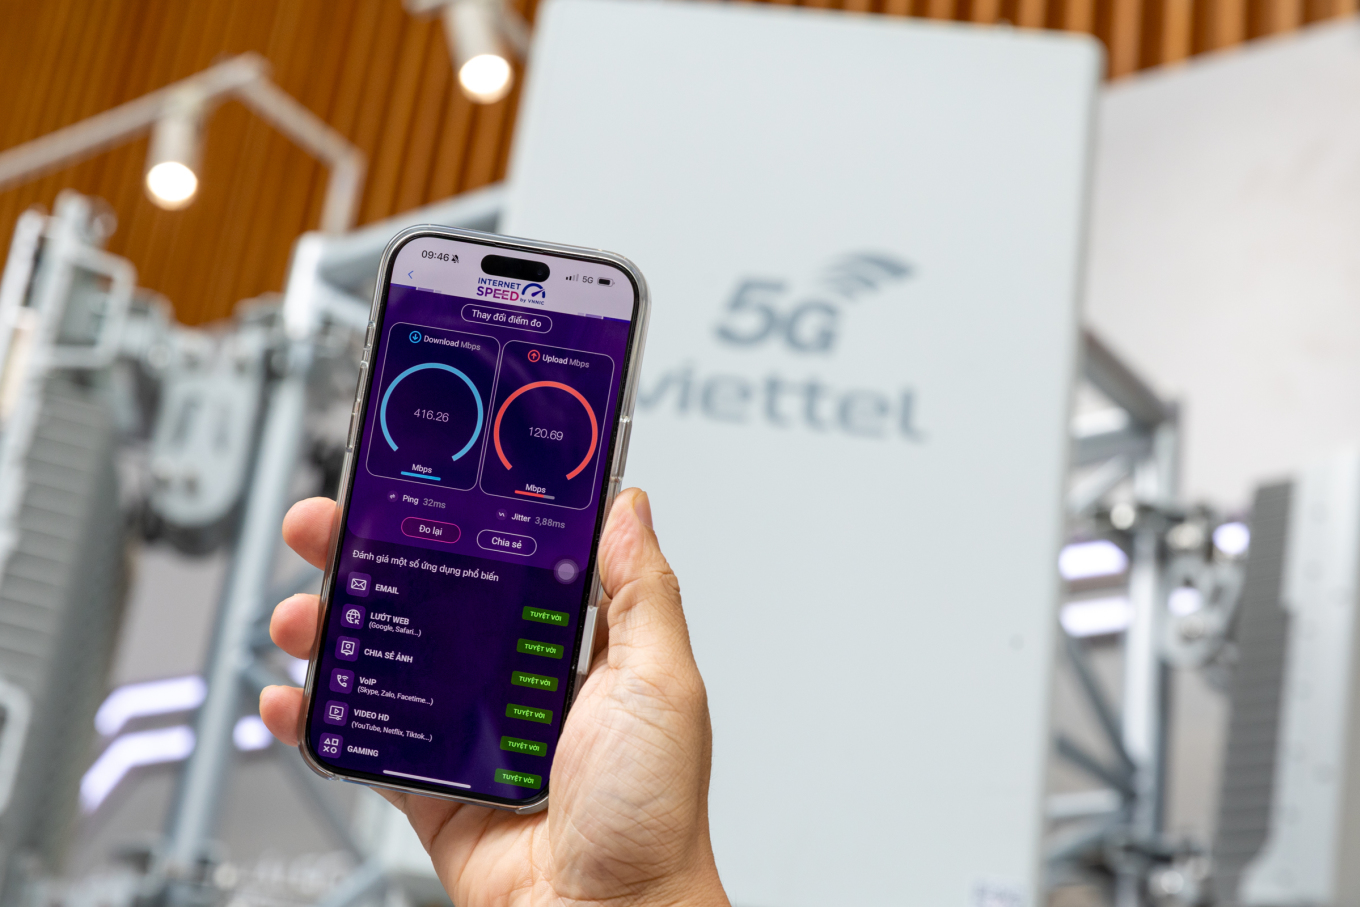 09:46
5G
INTERNET
SPEED by VNNIC
Thay đổi điểm đo
Download Mbps
Upload Mbps
416.26
120.69
Mbps
Mbps
Ping 32ms
Jitter 3,88ms
Đo lại
Chia sẻ
Đánh giá một số ứng dụng phổ biến
EMAIL
TUYỆT VỜI
LƯỚT WEB
(Google, Safari...)
TUYỆT VỜI
CHIA SẺ ẢNH
TUYỆT VỜI
VoIP
(Skype, Zalo, Facetime...)
TUYỆT VỜI
VIDEO HD
(YouTube, Netflix, Tiktok...)
TUYỆT VỜI
GAMING
TUYỆT VỜI
5G
viettel